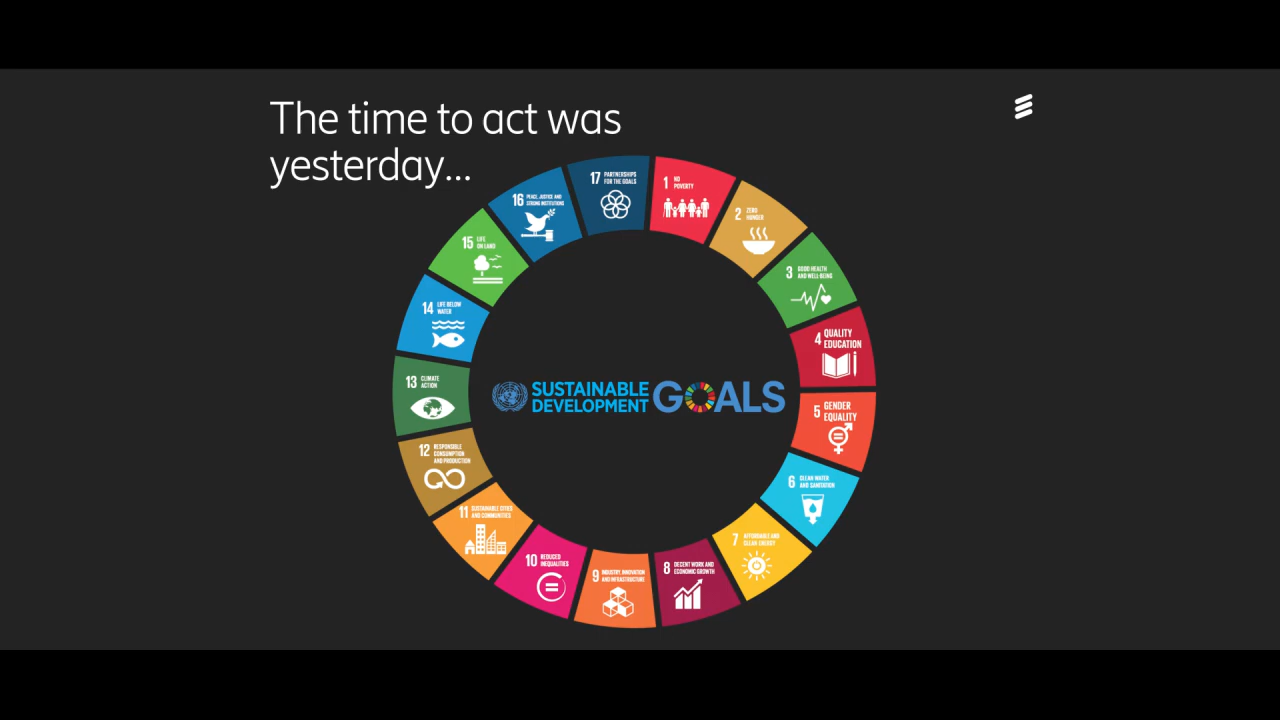 The time to act was
yesterday...
1 NO
POVERTY
2 ZERO
HUNGER
3 GOOD HEALTH
AND WELL-BEING
4 QUALITY
EDUCATION
5 GENDER
EQUALITY
6 CLEAN WATER
AND SANITATION
7 AFFORDABLE AND
CLEAN ENERGY
8 DECENT WORK AND
ECONOMIC GROWTH
9 INDUSTRY, INNOVATION
AND INFRASTRUCTURE
10 REDUCED
INEQUALITIES
11 SUSTAINABLE CITIES
AND COMMUNITIES
12 RESPONSIBLE
CONSUMPTION
AND PRODUCTION
13 CLIMATE
ACTION
14 LIFE BELOW
WATER
15 LIFE
ON LAND
16 PEACE, JUSTICE AND
STRONG INSTITUTIONS
17 PARTNERSHIPS
FOR THE GOALS
SUSTAINABLE
DEVELOPMENT
GOALS